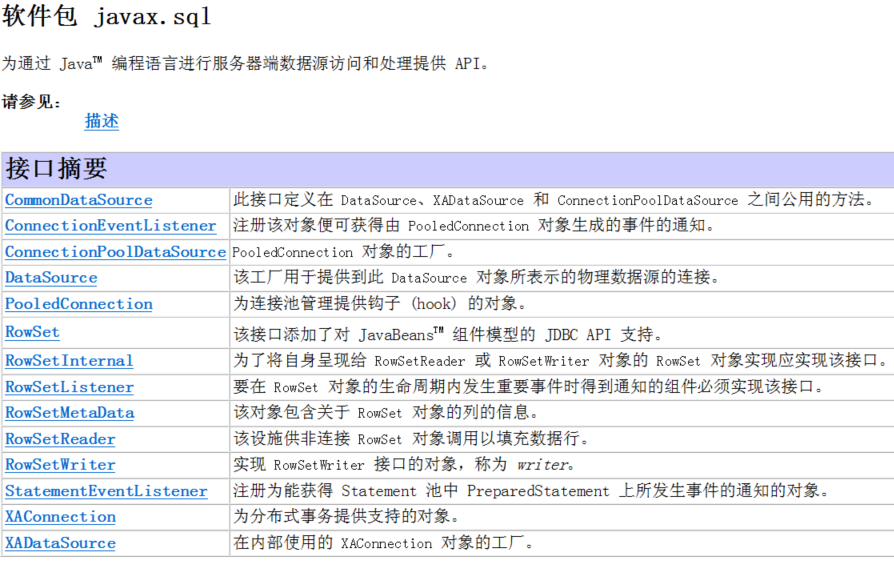 软件包 javax.sql
为通过 Java™ 编程语言进行服务器端数据源访问和处理提供 API。
请参见：
描述
接口摘要
CommonDataSource 此接口定义在 DataSource、XADataSource 和 ConnectionPoolDataSource 之间公用的方法。
ConnectionEventListener 注册该对象便可获得由 PooledConnection 对象生成的事件的通知。
ConnectionPoolDataSource PooledConnection 对象的工厂。
DataSource 该工厂用于提供到此 DataSource 对象所表示的物理数据源的连接。
PooledConnection 为连接池管理提供钩子 (hook) 的对象。
RowSet 该接口添加了对 JavaBeans™ 组件模型的 JDBC API 支持。
RowSetInternal 为了将自身呈现给 RowSetReader 或 RowSetWriter 对象的 RowSet 对象实现应实现该接口。
RowSetListener 要在 RowSet 对象的生命周期内发生重要事件时得到通知的组件必须实现该接口。
RowSetMetaData 该对象包含关于 RowSet 对象的列的信息。
RowSetReader 该设施供非连接 RowSet 对象调用以填充数据行。
RowSetWriter 实现 RowSetWriter 接口的对象，称为 writer。
StatementEventListener 注册为能获得 Statement 池中 PreparedStatement 上所发生事件的通知的对象。
XAConnection 为分布式事务提供支持的对象。
XADataSource 在内部使用的 XAConnection 对象的工厂。